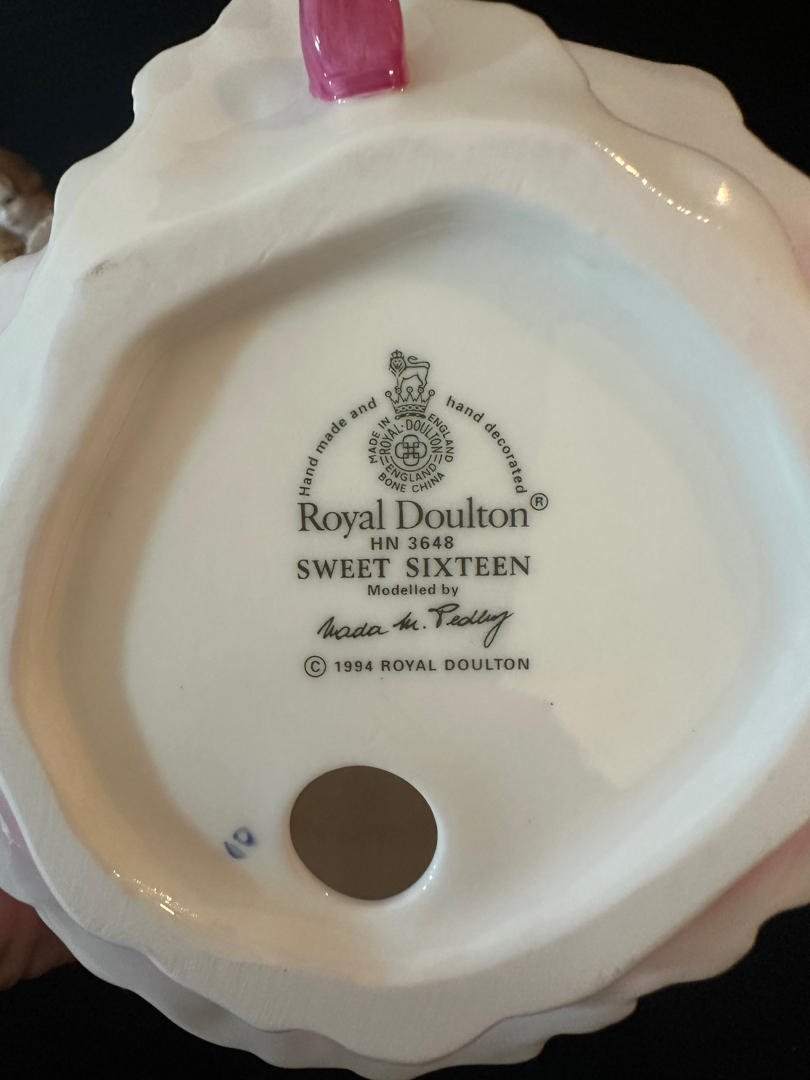 Hand made and hand decorated
MADE IN ENGLAND
ROYAL·DOULTON
ENGLAND
BONE CHINA
Royal Doulton®
HN 3648
SWEET SIXTEEN
Modelled by
Nada M. Pedley
© 1994 ROYAL DOULTON